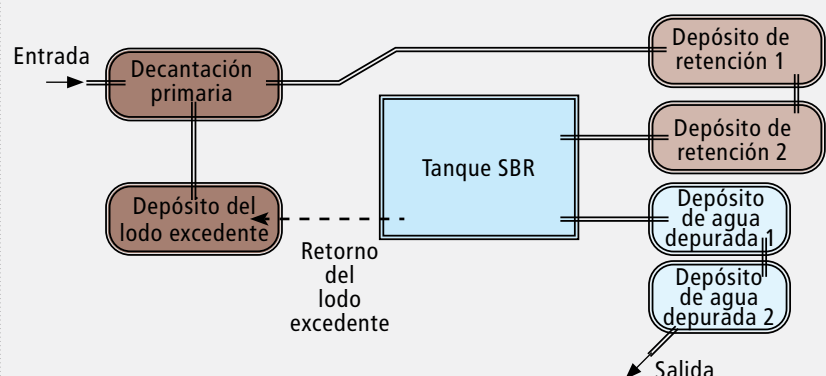 Entrada
Decantación
primaria
Depósito de
retención 1
Depósito de
retención 2
Tanque SBR
Depósito del
lodo excedente
Retorno
del
lodo
excedente
Depósito
de agua
depurada 1
Depósito
de agua
depurada 2
Salida